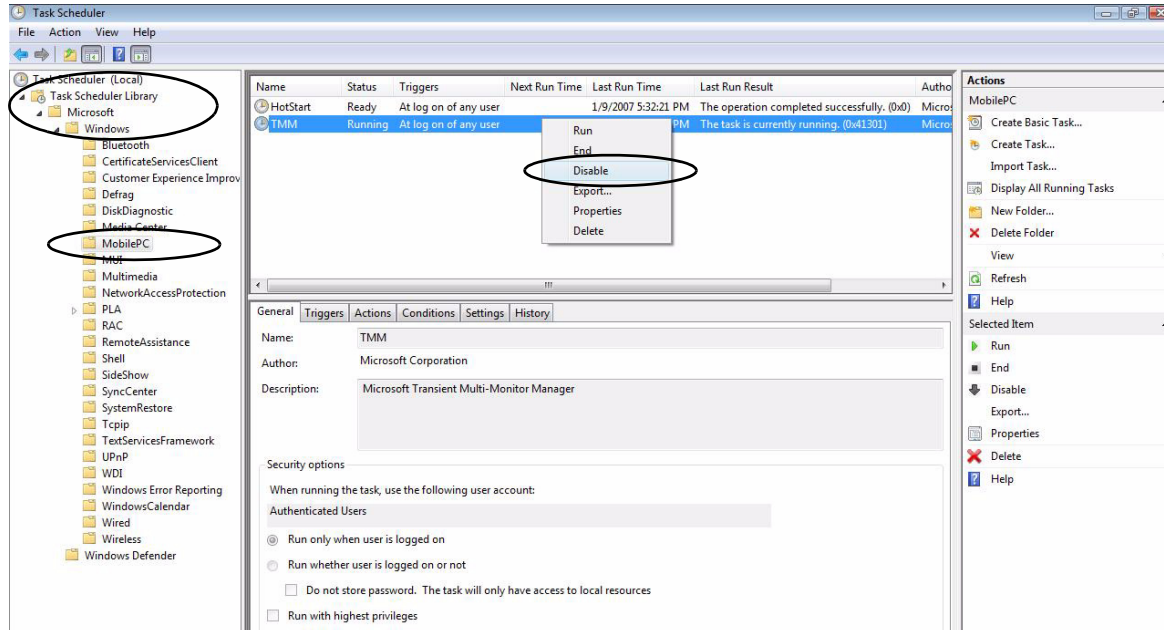 Task Scheduler
File Action View Help
Task Scheduler (Local)
Task Scheduler Library
Microsoft
Windows
Bluetooth
CertificateServicesClient
Customer Experience Improv
Defrag
DiskDiagnostic
Media Center
MobilePC
MUI
Multimedia
NetworkAccessProtection
PLA
RAC
RemoteAssistance
Shell
SideShow
SyncCenter
SystemRestore
Tcpip
TextServicesFramework
UPnP
WDI
Windows Error Reporting
WindowsCalendar
Wired
Wireless
Windows Defender
Name Status Triggers Next Run Time Last Run Time Last Run Result Autho
HotStart Ready At log on of any user 1/9/2007 5:32:21 PM The operation completed successfully. (0x0) Micros
TMM Running At log on of any user PM The task is currently running. (0x41301) Micros
Run
End
Disable
Export...
Properties
Delete
General Triggers Actions Conditions Settings History
Name: TMM
Author: Microsoft Corporation
Description: Microsoft Transient Multi-Monitor Manager
Security options
When running the task, use the following user account:
Authenticated Users
Run only when user is logged on
Run whether user is logged on or not
Do not store password. The task will only have access to local resources
Run with highest privileges
Actions
MobilePC
Create Basic Task...
Create Task...
Import Task...
Display All Running Tasks
New Folder...
Delete Folder
View
Refresh
Help
Selected Item
Run
End
Disable
Export...
Properties
Delete
Help